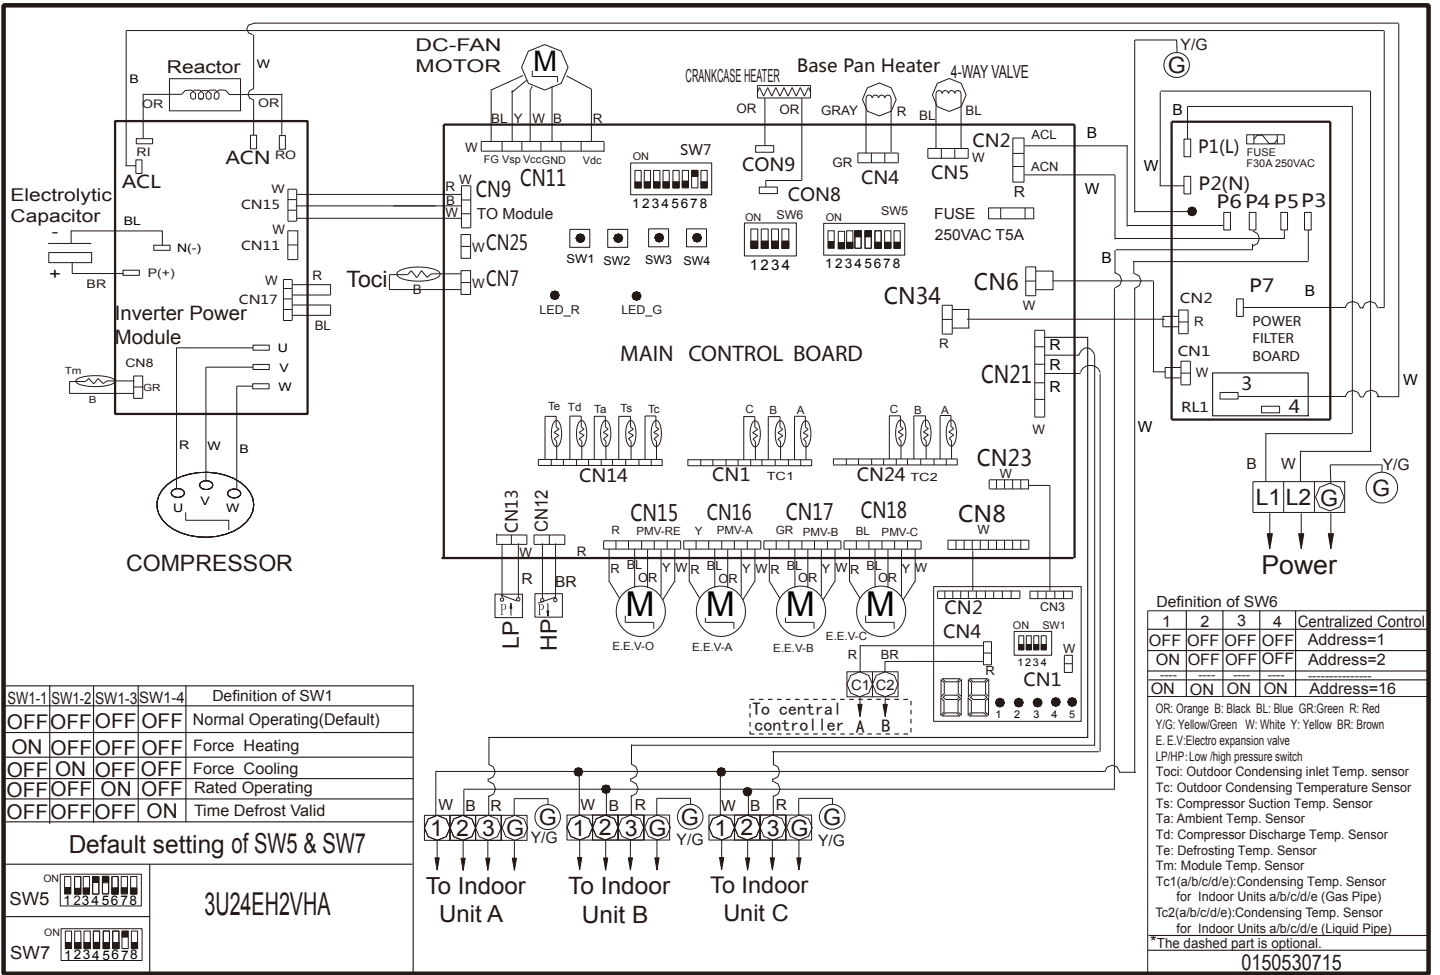 DC-FAN
MOTOR
M
BL Y W B R
W
FG Vsp Vcc GND Vdc
CN11
CRANKCASE HEATER
OR OR
CON9
CON8
Base Pan Heater
GRAY R
GR
CN4
4-WAY VALVE
BL BL
CN5 W
CN2
ACL B
ACN W
R
Y/G
G
Reactor
B
OR OR
W
RI
ACL
ACN RO
Electrolytic
Capacitor
-
+
BL
BR
N(-)
P(+)
W
CN15
W
CN11
W
CN17
R
BL
Inverter Power
Module
CN8
Tm
B
GR
U
V
W
R W B
U V W
COMPRESSOR
R
B
W
W
CN9
TO Module
W CN25
W CN7
Toci
B
ON SW7
12345678
ON SW6
1234
ON SW5
12345678
SW1 SW2 SW3 SW4
LED_R LED_G
FUSE
250VAC T5A
MAIN CONTROL BOARD
CN6
W
CN34
R
CN21
R
R
R
W
Te Td Ta Ts Tc
CN14
C B A
CN1 TC1
C B A
CN24 TC2
CN23
W
CN8
W
CN13
CN12
W
R
R
BR
P
P
LP
HP
CN15
R PMV-RE
CN16
Y PMV-A
CN17
GR PMV-B
CN18
BL PMV-C
R BL OR Y W
R BL OR Y W
R BL OR Y W
R BL OR Y W
M M M M
E.E.V-O
E.E.V-A
E.E.V-B
E.E.V-C
CN2
CN3
CN4
R
ON SW1
1234
W
CN1
1 2 3 4 5
R BR
C1 C2
To central
controller A B
B
P1(L)
FUSE
F30A 250VAC
W
P2(N)
P6 P4 P5 P3
B
W
P7
B
CN2
R
CN1
W
POWER
FILTER
BOARD
3
RL1 4
W
W
B W
Y/G
G
L1 L2 G
Power
Definition of SW6
1 2 3 4 Centralized Control
OFF OFF OFF OFF Address=1
ON OFF OFF OFF Address=2
---- ---- ---- ---- ---------------
ON ON ON ON Address=16
OR: Orange B: Black BL: Blue GR:Green R: Red
Y/G: Yellow/Green W: White Y: Yellow BR: Brown
E. E.V:Electro expansion valve
LP/HP: Low /high pressure switch
Toci: Outdoor Condensing inlet Temp. sensor
Tc: Outdoor Condensing Temperature Sensor
Ts: Compressor Suction Temp. Sensor
Ta: Ambient Temp. Sensor
Td: Compressor Discharge Temp. Sensor
Te: Defrosting Temp. Sensor
Tm: Module Temp. Sensor
Tc1(a/b/c/d/e):Condensing Temp. Sensor
for Indoor Units a/b/c/d/e (Gas Pipe)
Tc2(a/b/c/d/e):Condensing Temp. Sensor
for Indoor Units a/b/c/d/e (Liquid Pipe)
*The dashed part is optional.
0150530715
SW1-1 SW1-2 SW1-3 SW1-4 Definition of SW1
OFF OFF OFF OFF Normal Operating(Default)
ON OFF OFF OFF Force Heating
OFF ON OFF OFF Force Cooling
OFF OFF ON OFF Rated Operating
OFF OFF OFF ON Time Defrost Valid
Default setting of SW5 & SW7
SW5 ON 12345678
SW7 ON 12345678
3U24EH2VHA
W B R
1 2 3 G
G
Y/G
To Indoor
Unit A
W B R
1 2 3 G
G
Y/G
To Indoor
Unit B
W B R
1 2 3 G
G
Y/G
To Indoor
Unit C